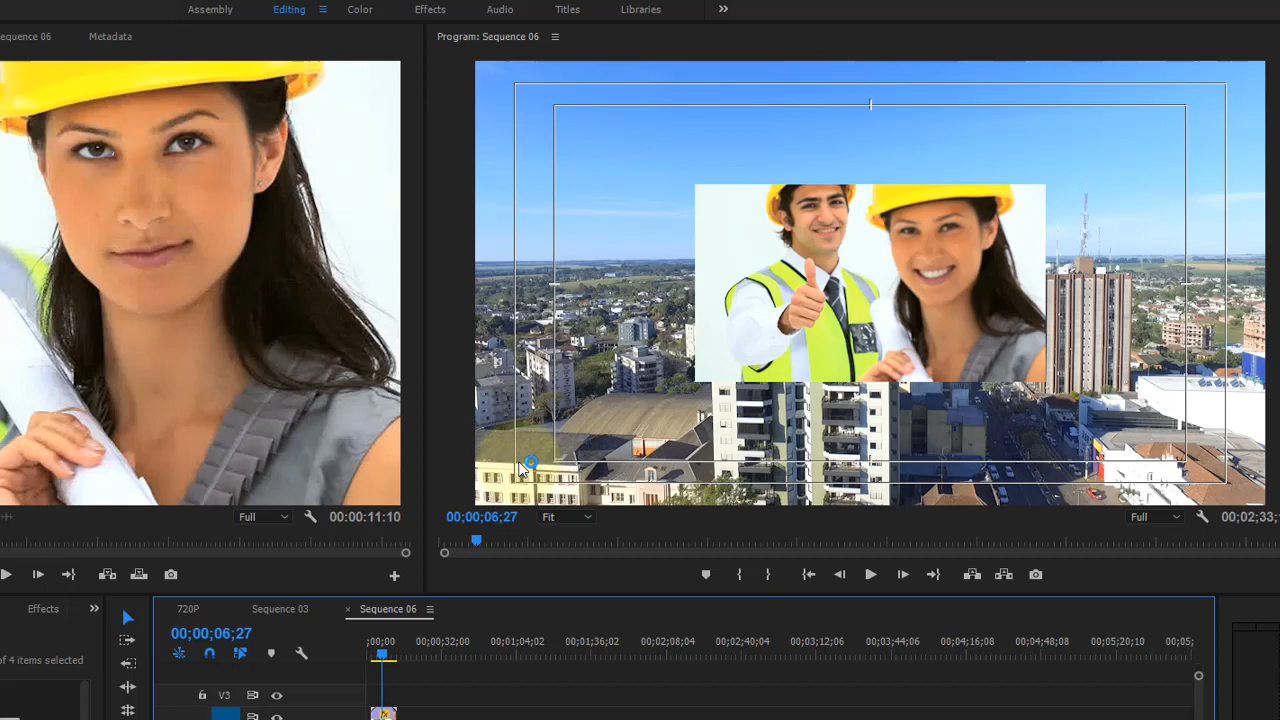 Assembly Editing Color Effects Audio Titles Libraries
equence 06 Metadata
Program: Sequence 06
Full 00:00:11:10
00;00;06;27 Fit Full 00;02;33;
Effects
720P Sequence 03 Sequence 06
00;00;06;27
;00;00 00;00;32;00 00;01;04;02 00;01;36;02 00;02;08;04 00;02;40;04 00;03;12;06 00;03;44;06 00;04;16;08 00;04;48;08 00;05;20;10 00;05;
of 4 items selected
V3